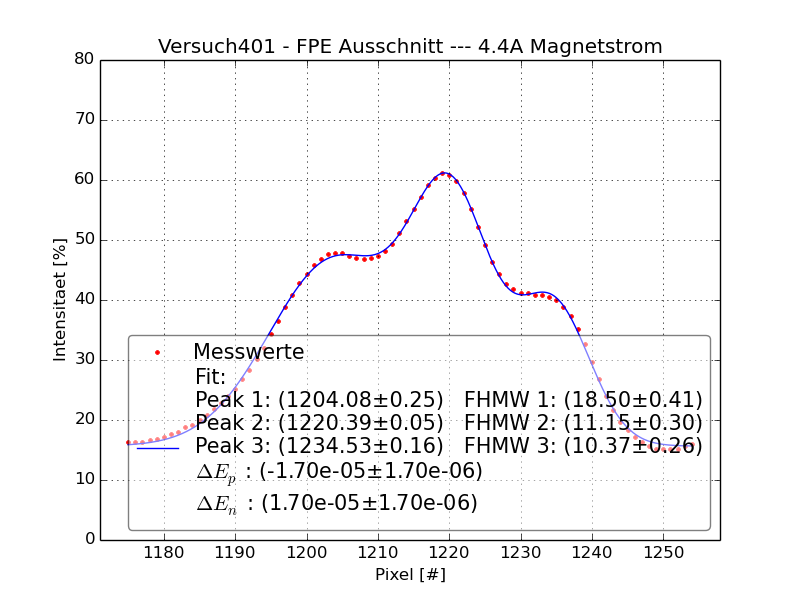 Versuch401 - FPE Ausschnitt --- 4.4A Magnetstrom
80
70
60
50
40
30
20
10
0
Intensitaet [%]
Messwerte
Fit:
Peak 1: (1204.08±0.25) FHMW 1: (18.50±0.41)
Peak 2: (1220.39±0.05) FHMW 2: (11.15±0.30)
Peak 3: (1234.53±0.16) FHMW 3: (10.37±0.26)
ΔE_p : (-1.70e-05±1.70e-06)
ΔE_n : (1.70e-05±1.70e-06)
1180 1190 1200 1210 1220 1230 1240 1250
Pixel [#]